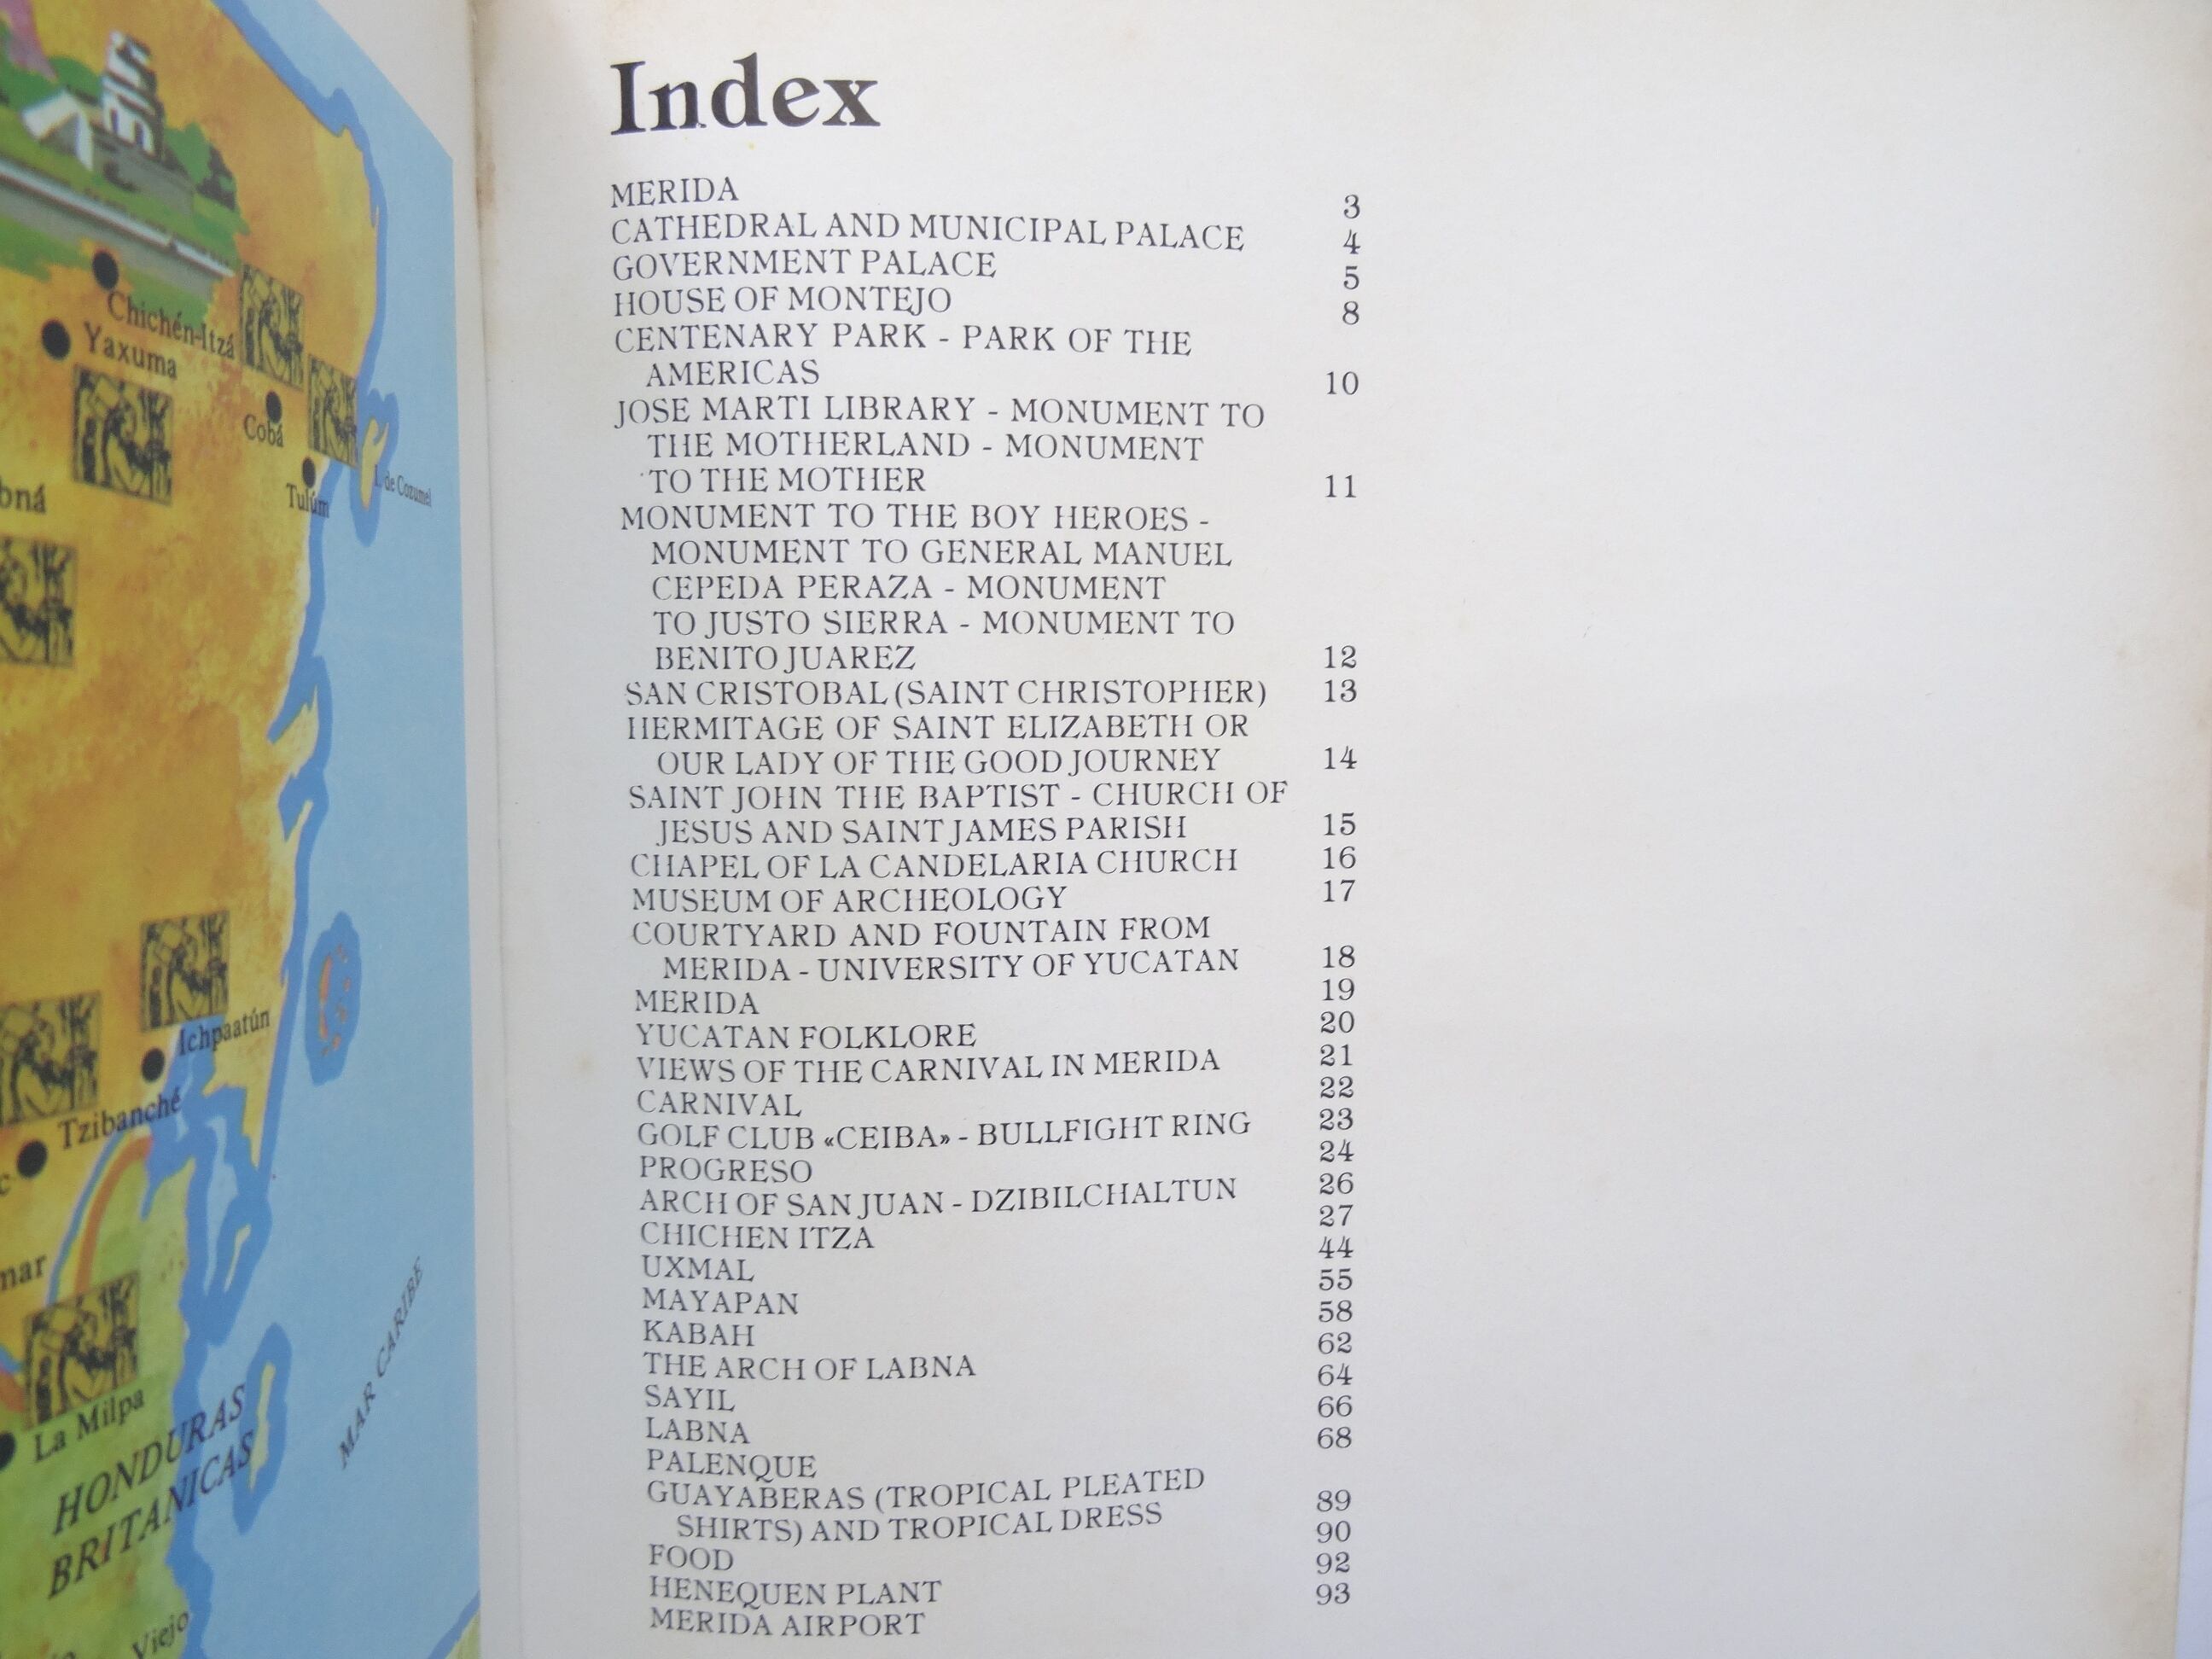 Index
MERIDA 3
CATHEDRAL AND MUNICIPAL PALACE 4
GOVERNMENT PALACE 5
HOUSE OF MONTEJO 8
CENTENARY PARK - PARK OF THE
AMERICAS 10
JOSE MARTI LIBRARY - MONUMENT TO
THE MOTHERLAND - MONUMENT
TO THE MOTHER 11
MONUMENT TO THE BOY HEROES -
MONUMENT TO GENERAL MANUEL
CEPEDA PERAZA - MONUMENT
TO JUSTO SIERRA - MONUMENT TO
BENITO JUAREZ 12
SAN CRISTOBAL (SAINT CHRISTOPHER) 13
HERMITAGE OF SAINT ELIZABETH OR
OUR LADY OF THE GOOD JOURNEY 14
SAINT JOHN THE BAPTIST - CHURCH OF
JESUS AND SAINT JAMES PARISH 15
CHAPEL OF LA CANDELARIA CHURCH 16
MUSEUM OF ARCHEOLOGY 17
COURTYARD AND FOUNTAIN FROM
MERIDA - UNIVERSITY OF YUCATAN 18
MERIDA 19
YUCATAN FOLKLORE 20
VIEWS OF THE CARNIVAL IN MERIDA 21
CARNIVAL 22
GOLF CLUB «CEIBA» - BULLFIGHT RING 23
PROGRESO 24
ARCH OF SAN JUAN - DZIBILCHALTUN 26
CHICHEN ITZA 27
UXMAL 44
MAYAPAN 55
KABAH 58
THE ARCH OF LABNA 62
SAYIL 64
LABNA 66
PALENQUE 68
GUAYABERAS (TROPICAL PLEATED
SHIRTS) AND TROPICAL DRESS 89
FOOD 90
HENEQUEN PLANT 92
MERIDA AIRPORT 93
Chichén-Itzá
Yaxuma
Cobá
Tulúm
I. de Cozumel
bná
Ichpaatún
Tzibanché
c
mar
La Milpa
HONDURAS
BRITANICAS
MAR CARIBE
Viejo